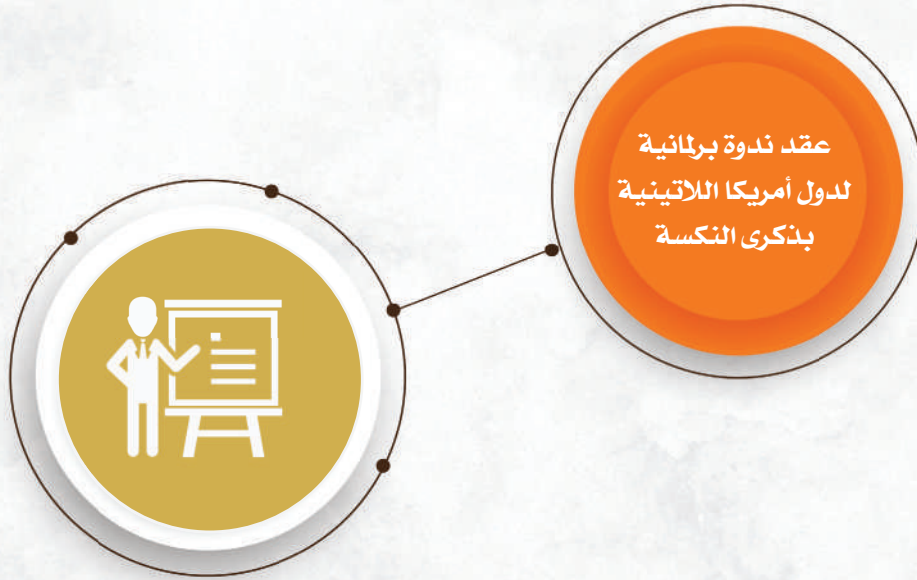 عقد ندوة برلمانية
لدول أمريكا اللاتينية
بذكرى النكسة